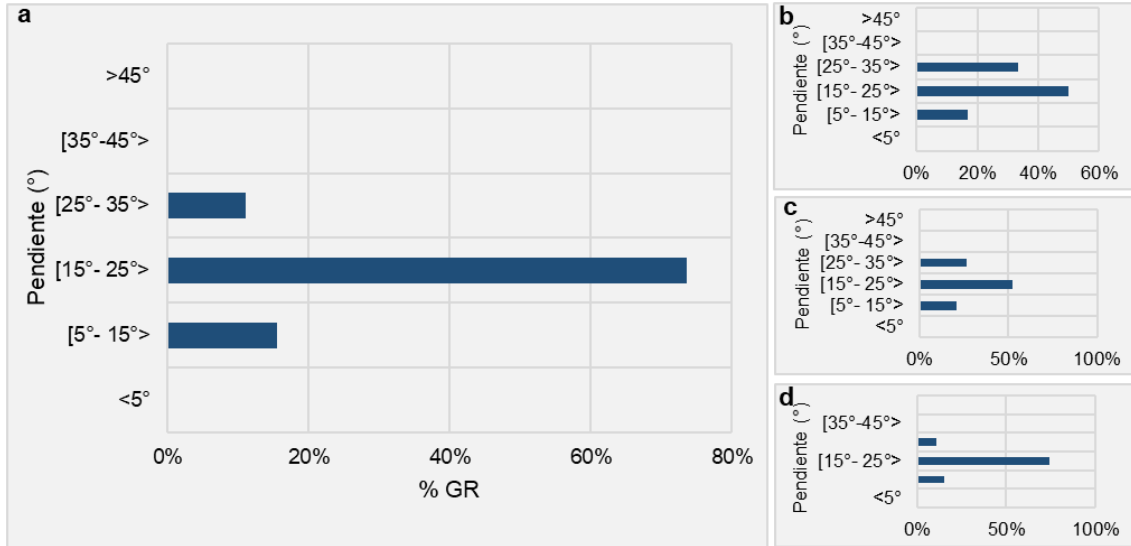 a
Pendiente (°)
>45°
[35°-45°>
[25°- 35°>
[15°- 25°>
[5°- 15°>
<5°
0% 20% 40% 60% 80%
% GR
b
Pendiente (°)
>45°
[35°-45°>
[25°- 35°>
[15°- 25°>
[5°- 15°>
<5°
0% 20% 40% 60%
c
Pendiente (°)
>45°
[35°-45°>
[25°- 35°>
[15°- 25°>
[5°- 15°>
<5°
0% 50% 100%
d
Pendiente (°)
[35°-45°>
[15°- 25°>
<5°
0% 50% 100%